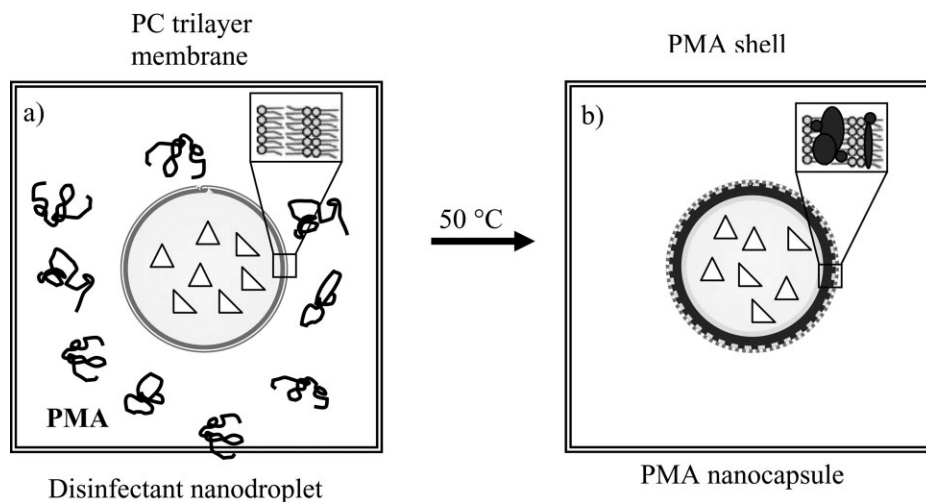 PC trilayer
membrane
a)
PMA
Disinfectant nanodroplet
50 °C
PMA shell
b)
PMA nanocapsule